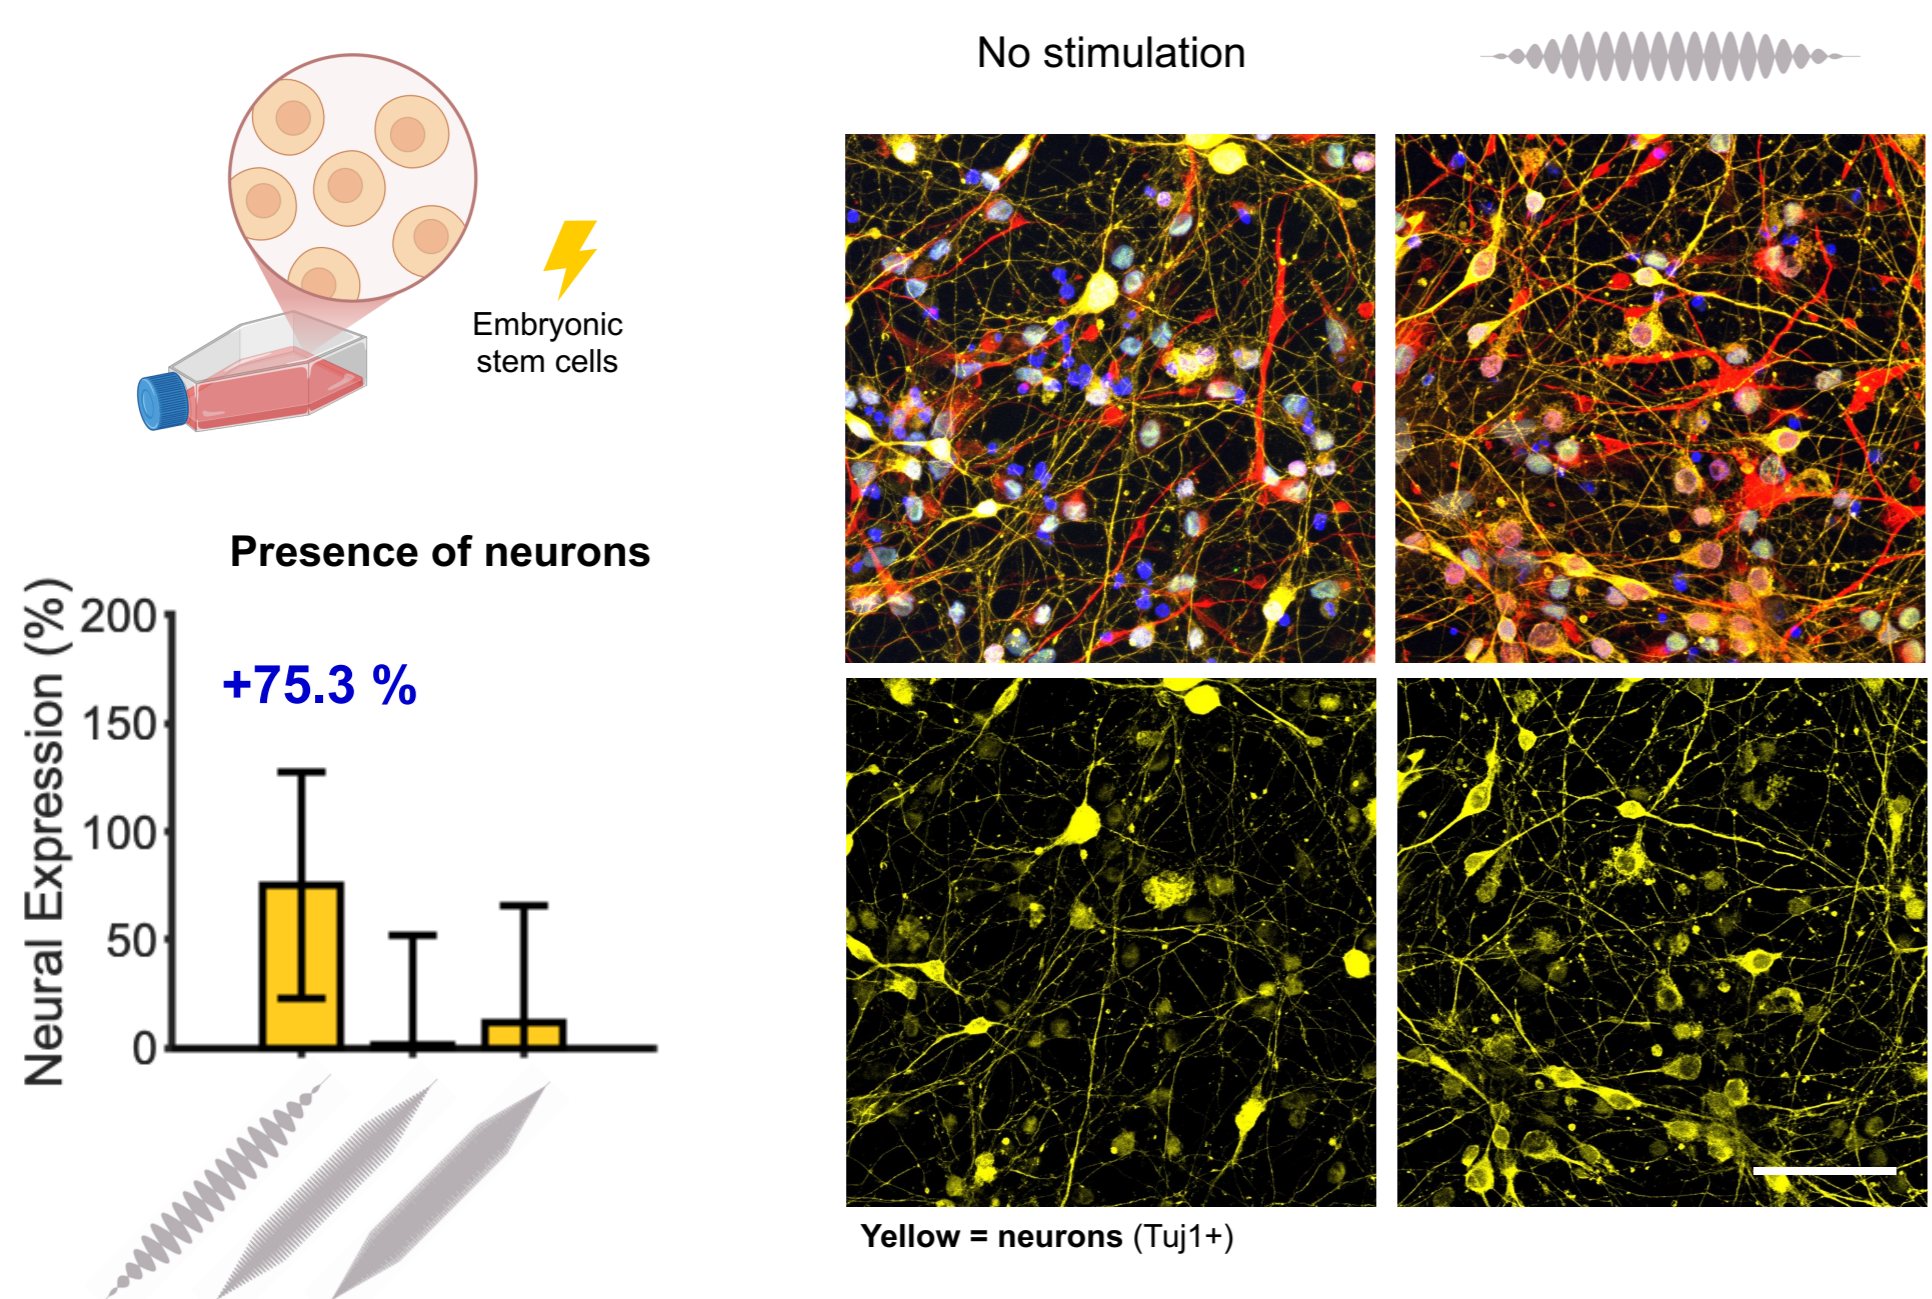 No stimulation
Embryonic
stem cells
Presence of neurons
Neural Expression (%)
200
150
100
50
0
+75.3 %
Yellow = neurons (Tuj1+)